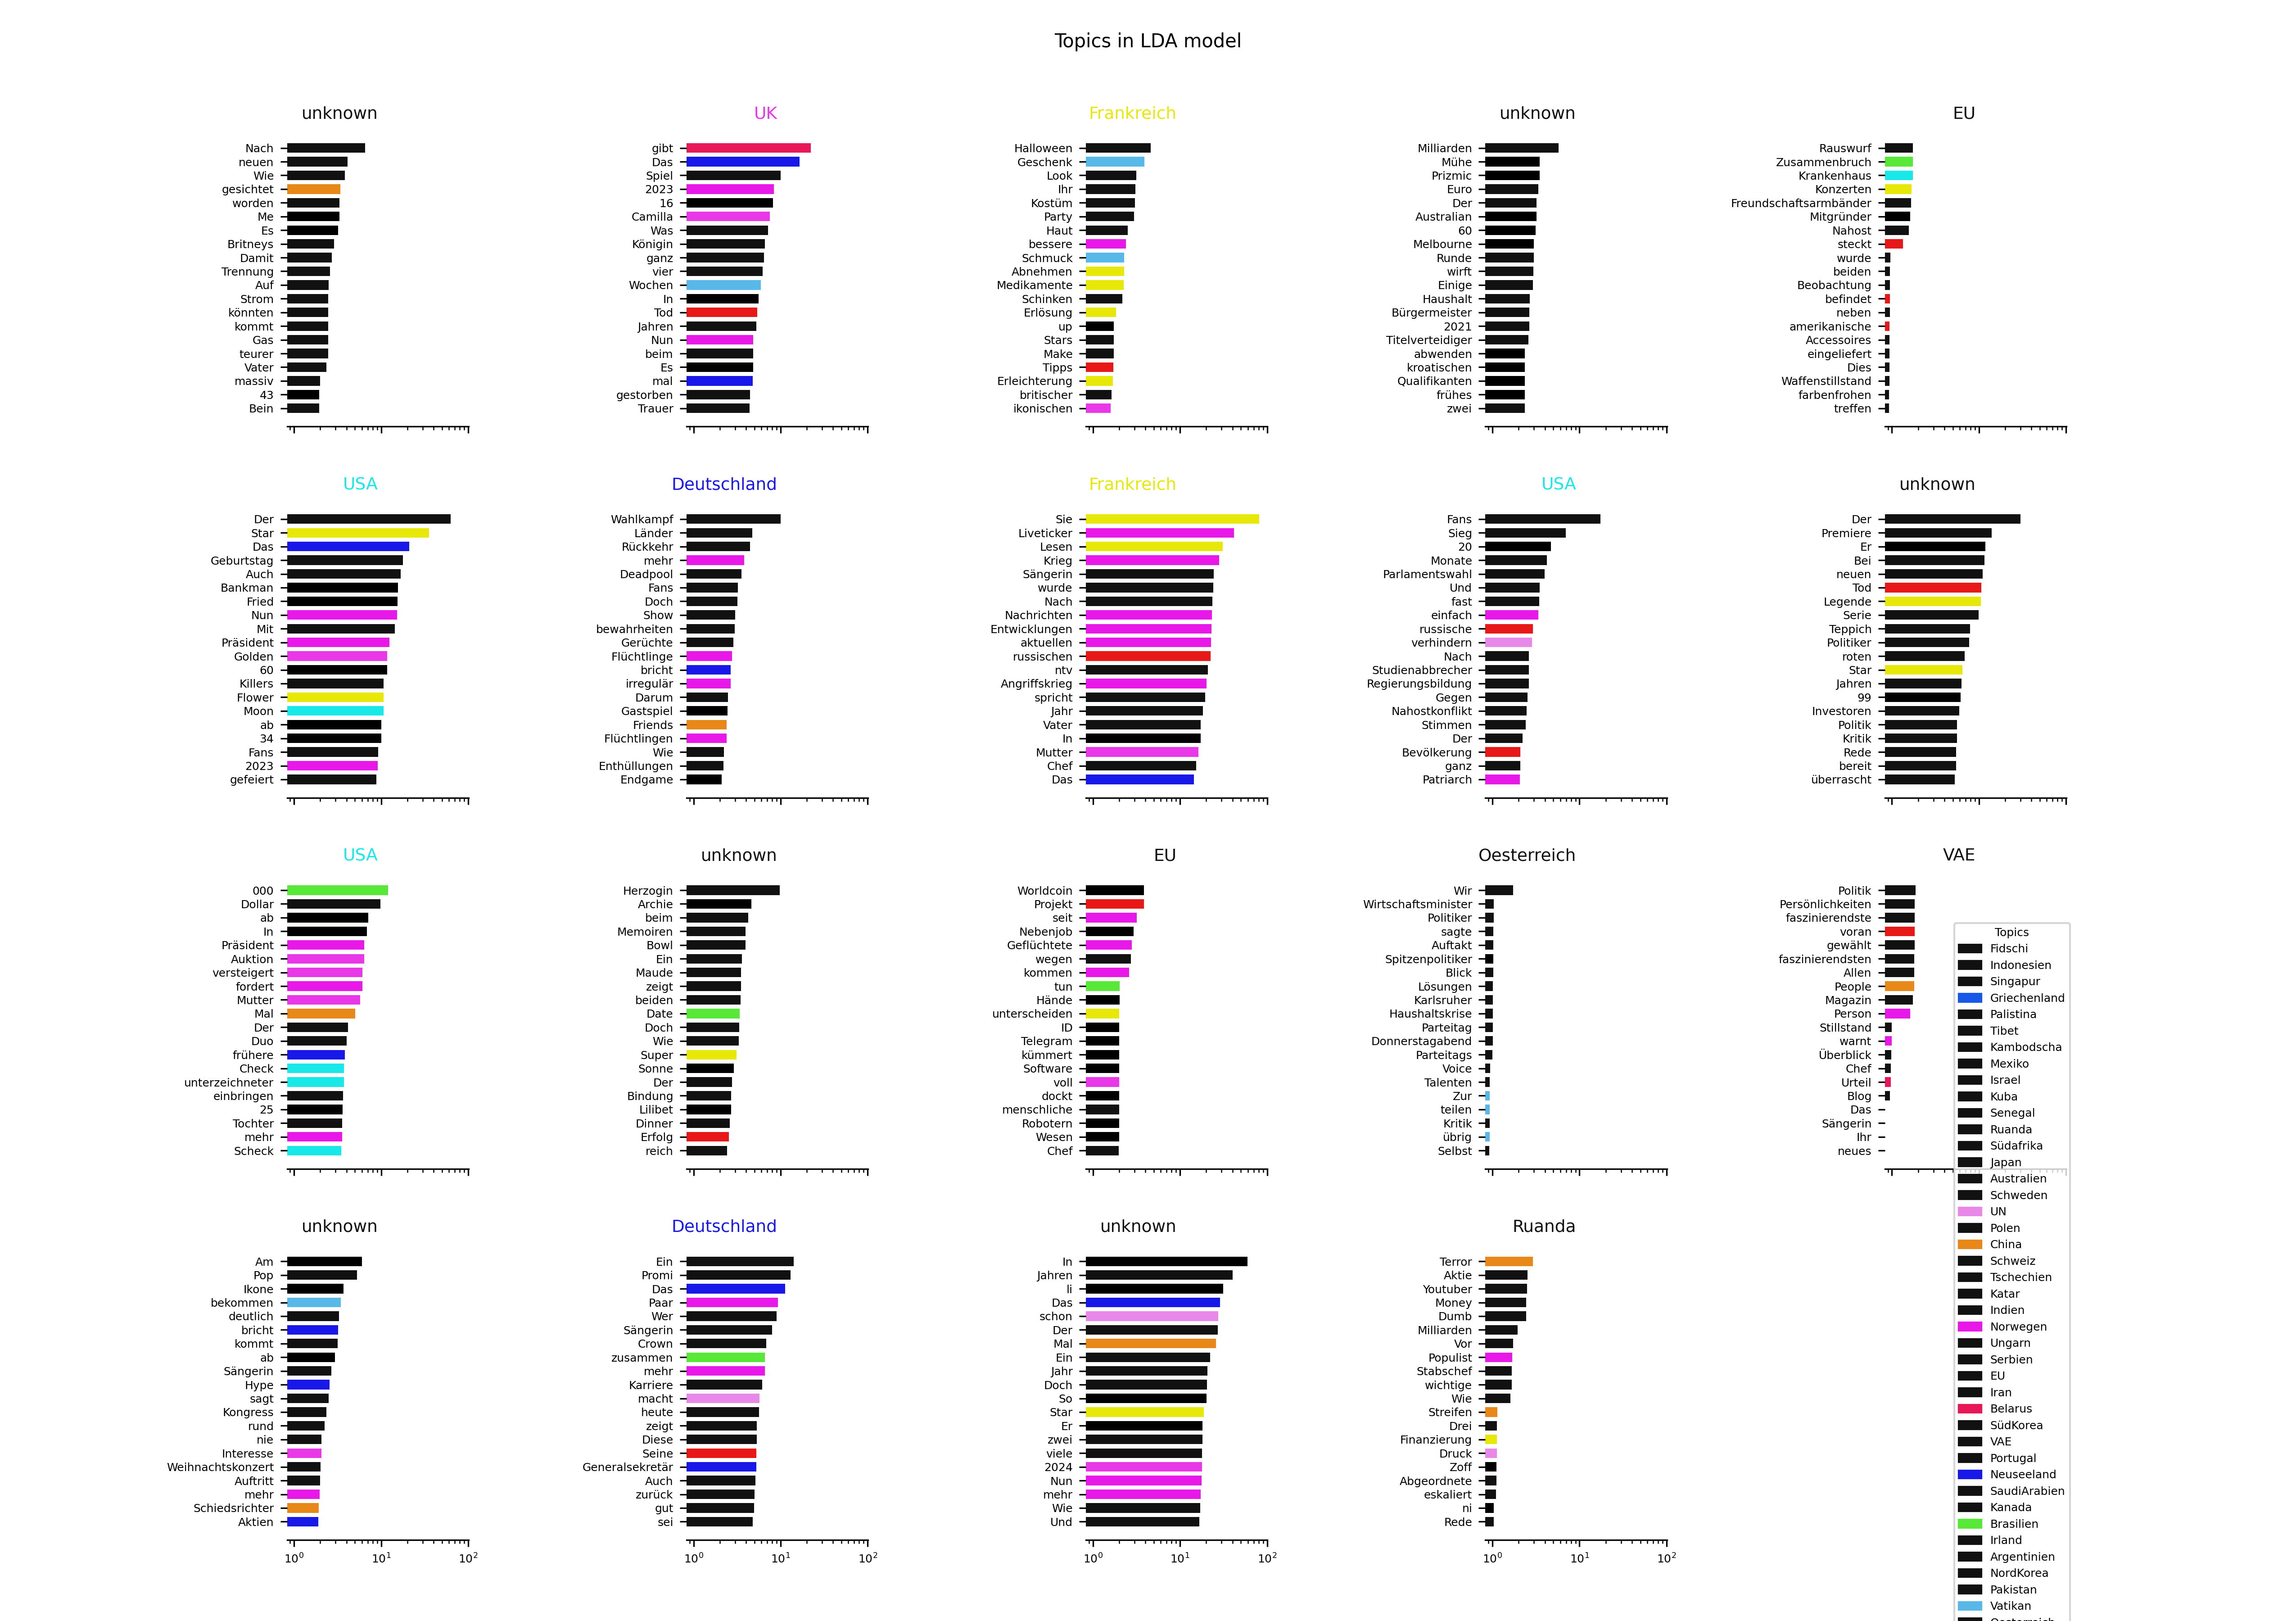 Topics in LDA model
unknown
Nach
neuen
Wie
gesichtet
worden
Me
Es
Britneys
Damit
Trennung
Auf
Strom
könnten
kommt
Gas
teurer
Vater
massiv
43
Bein
UK
gibt
Das
Spiel
2023
16
Camilla
Was
Königin
ganz
vier
Wochen
In
Tod
Jahren
Nun
beim
Es
mal
gestorben
Trauer
Frankreich
Halloween
Geschenk
Look
Ihr
Kostüm
Party
Haut
bessere
Schmuck
Abnehmen
Medikamente
Schinken
Erlösung
up
Stars
Make
Tipps
Erleichterung
britischer
ikonischen
unknown
Milliarden
Mühe
Prizmic
Euro
Der
Australian
60
Melbourne
Runde
wirft
Einige
Haushalt
Bürgermeister
2021
Titelverteidiger
abwenden
kroatischen
Qualifikanten
frühes
zwei
EU
Rauswurf
Zusammenbruch
Krankenhaus
Konzerten
Freundschaftsarmbänder
Mitgründer
Nahost
steckt
wurde
beiden
Beobachtung
befindet
neben
amerikanische
Accessoires
eingeliefert
Dies
Waffenstillstand
farbenfrohen
treffen
USA
Der
Star
Das
Geburtstag
Auch
Bankman
Fried
Nun
Mit
Präsident
Golden
60
Killers
Flower
Moon
ab
34
Fans
2023
gefeiert
Deutschland
Wahlkampf
Länder
Rückkehr
mehr
Deadpool
Fans
Doch
Show
bewahrheiten
Gerüchte
Flüchtlinge
bricht
irregulär
Darum
Gastspiel
Friends
Flüchtlingen
Wie
Enthüllungen
Endgame
Frankreich
Sie
Liveticker
Lesen
Krieg
Sängerin
wurde
Nach
Nachrichten
Entwicklungen
aktuellen
russischen
ntv
Angriffskrieg
spricht
Jahr
Vater
In
Mutter
Chef
Das
USA
Fans
Sieg
20
Monate
Parlamentswahl
Und
fast
einfach
russische
verhindern
Nach
Studienabbrecher
Regierungsbildung
Gegen
Nahostkonflikt
Stimmen
Der
Bevölkerung
ganz
Patriarch
unknown
Der
Premiere
Er
Bei
neuen
Tod
Legende
Serie
Teppich
Politiker
roten
Star
Jahren
99
Investoren
Politik
Kritik
Rede
bereit
überrascht
USA
000
Dollar
ab
In
Präsident
Auktion
versteigert
fordert
Mutter
Mal
Der
Duo
frühere
Check
unterzeichneter
einbringen
25
Tochter
mehr
Scheck
unknown
Herzogin
Archie
beim
Memoiren
Bowl
Ein
Maude
zeigt
beiden
Date
Doch
Wie
Super
Sonne
Der
Bindung
Lilibet
Dinner
Erfolg
reich
EU
Worldcoin
Projekt
seit
Nebenjob
Geflüchtete
wegen
kommen
tun
Hände
unterscheiden
ID
Telegram
kümmert
Software
voll
dockt
menschliche
Robotern
Wesen
Chef
Oesterreich
Wir
Wirtschaftsminister
Politiker
sagte
Auftakt
Spitzenpolitiker
Blick
Lösungen
Karlsruher
Haushaltskrise
Parteitag
Donnerstagabend
Parteitags
Voice
Talenten
Zur
teilen
Kritik
übrig
Selbst
VAE
Politik
Persönlichkeiten
faszinierendste
voran
gewählt
faszinierendsten
Allen
People
Magazin
Person
Stillstand
warnt
Überblick
Chef
Urteil
Blog
Das
Sängerin
Ihr
neues
unknown
Am
Pop
Ikone
bekommen
deutlich
bricht
kommt
ab
Sängerin
Hype
sagt
Kongress
rund
nie
Interesse
Weihnachtskonzert
Auftritt
mehr
Schiedsrichter
Aktien
10⁰ 10¹ 10²
Deutschland
Ein
Promi
Das
Paar
Wer
Sängerin
Crown
zusammen
mehr
Karriere
macht
heute
zeigt
Diese
Seine
Generalsekretär
Auch
zurück
gut
sei
10⁰ 10¹ 10²
unknown
In
Jahren
li
Das
schon
Der
Mal
Ein
Jahr
Doch
So
Star
Er
zwei
viele
2024
Nun
mehr
Wie
Und
10⁰ 10¹ 10²
Ruanda
Terror
Aktie
Youtuber
Money
Dumb
Milliarden
Vor
Populist
Stabschef
wichtige
Wie
Streifen
Drei
Finanzierung
Druck
Zoff
Abgeordnete
eskaliert
ni
Rede
10⁰ 10¹ 10²
Topics
Fidschi
Indonesien
Singapur
Griechenland
Palistina
Tibet
Kambodscha
Mexiko
Israel
Kuba
Senegal
Ruanda
Südafrika
Japan
Australien
Schweden
UN
Polen
China
Schweiz
Tschechien
Katar
Indien
Norwegen
Ungarn
Serbien
EU
Iran
Belarus
SüdKorea
VAE
Portugal
Neuseeland
SaudiArabien
Kanada
Brasilien
Irland
Argentinien
NordKorea
Pakistan
Vatikan